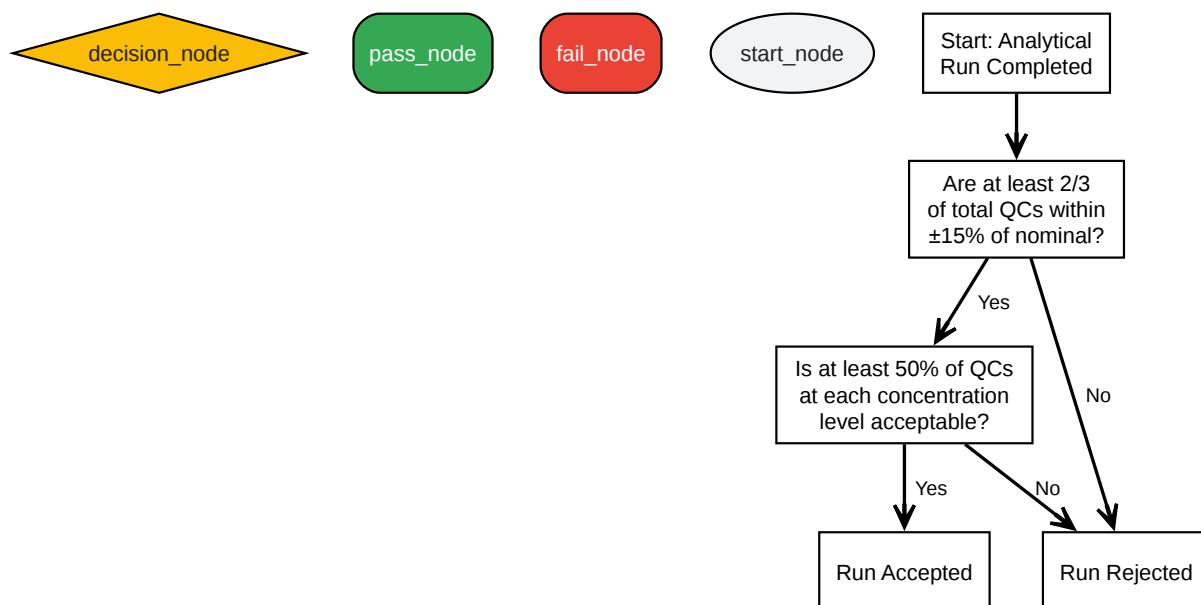 decision_node
pass_node
fail_node
start_node
Start: Analytical
Run Completed
Are at least 2/3
of total QCs within
±15% of nominal?
Yes
No
Is at least 50% of QCs
at each concentration
level acceptable?
Yes
No
Run Accepted
Run Rejected